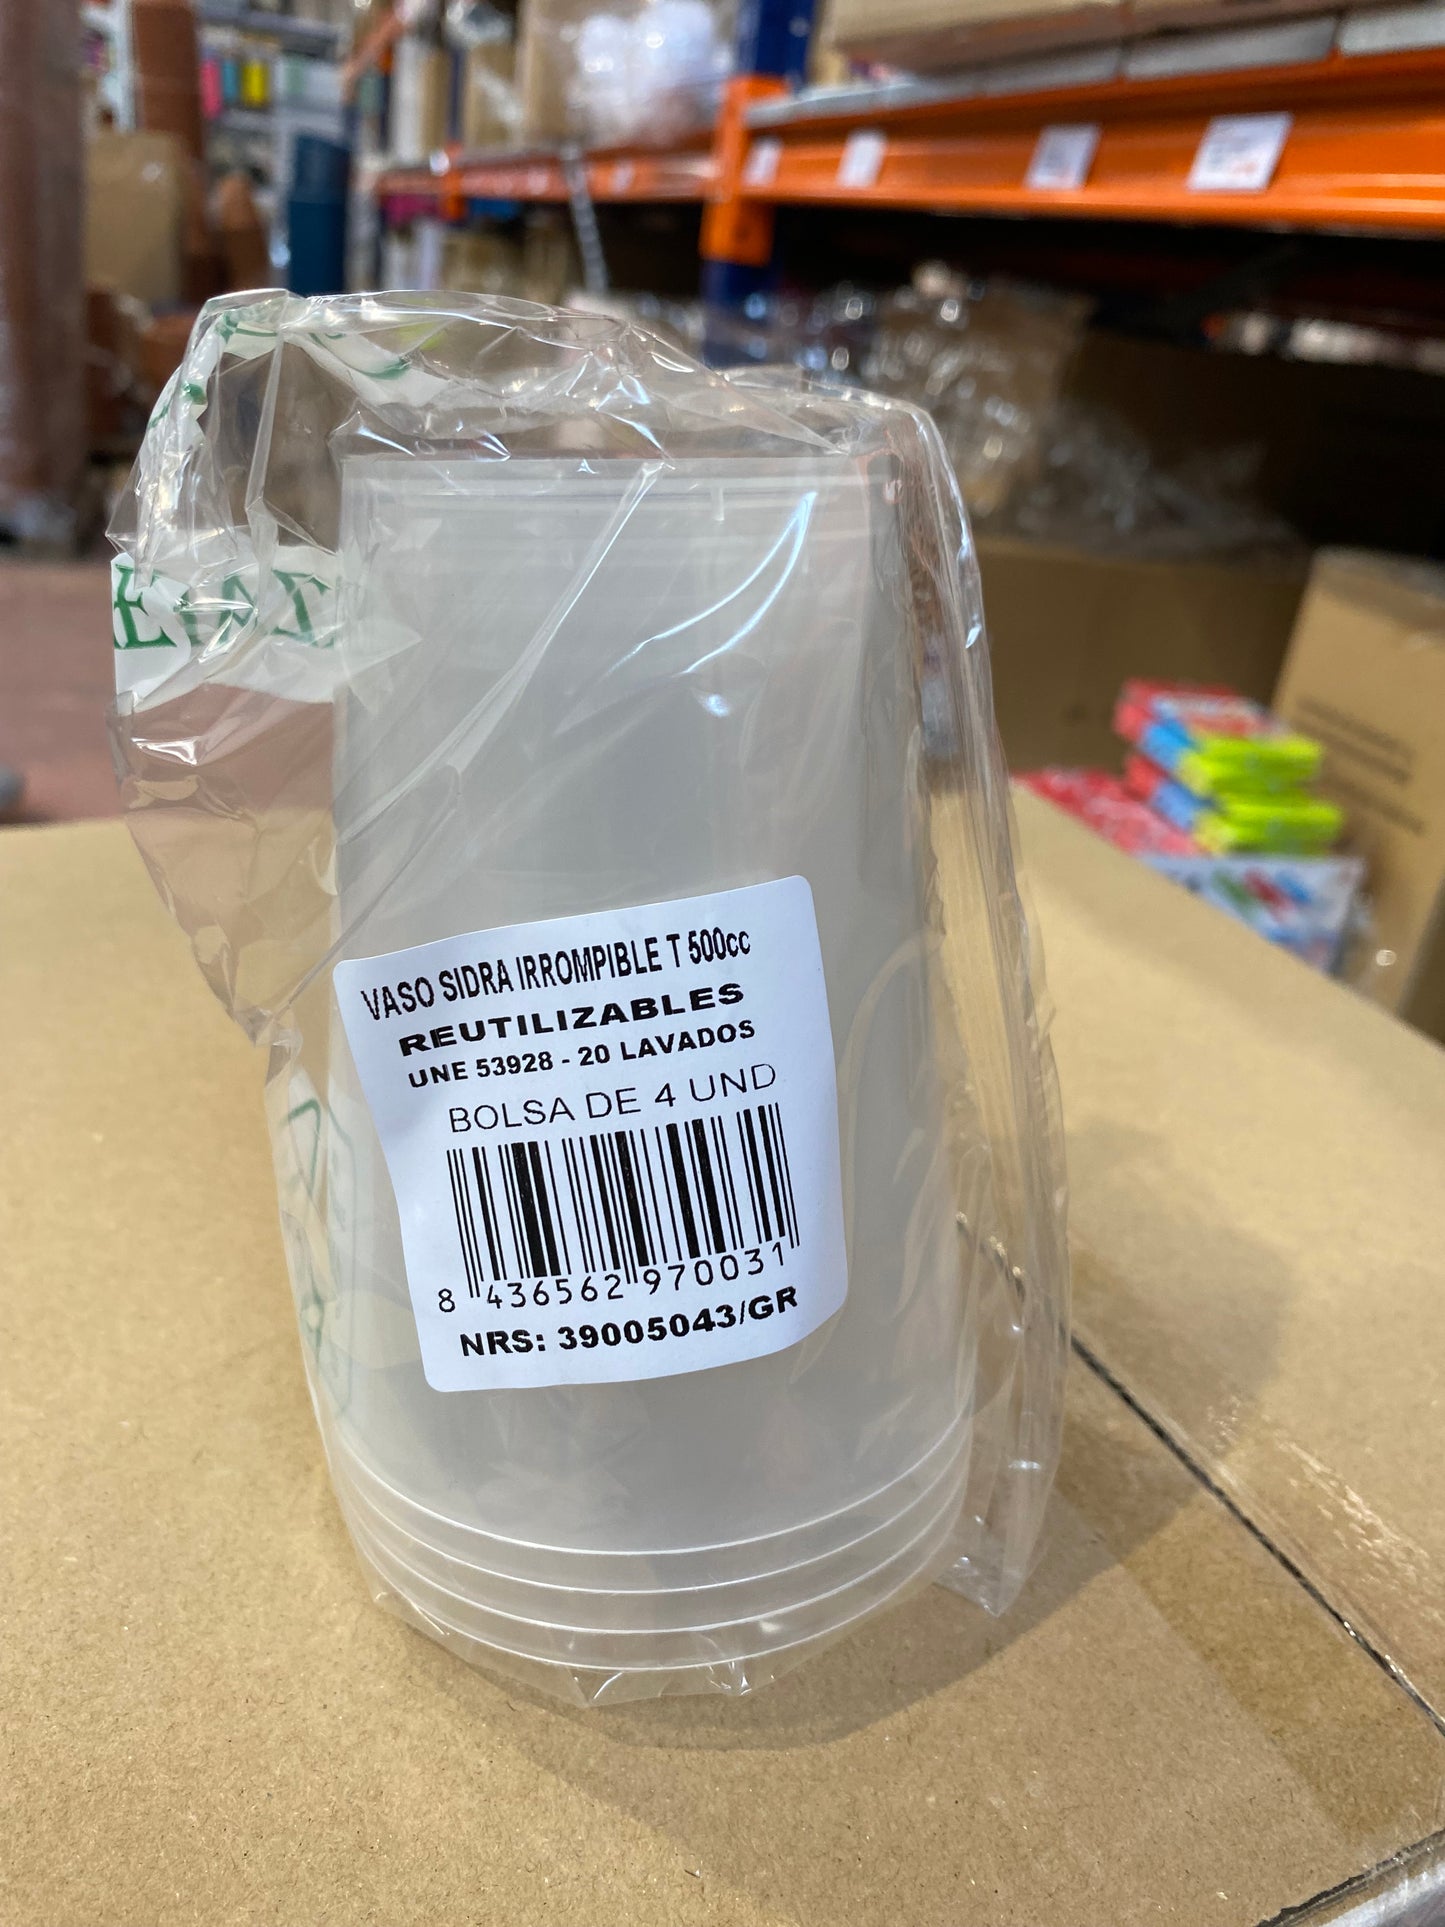 VASO SIDRA IRROMPIBLE T 500cc
REUTILIZABLES
UNE 53928 - 20 LAVADOS
BOLSA DE 4 UND
8 436562 970031
NRS: 39005043/GR